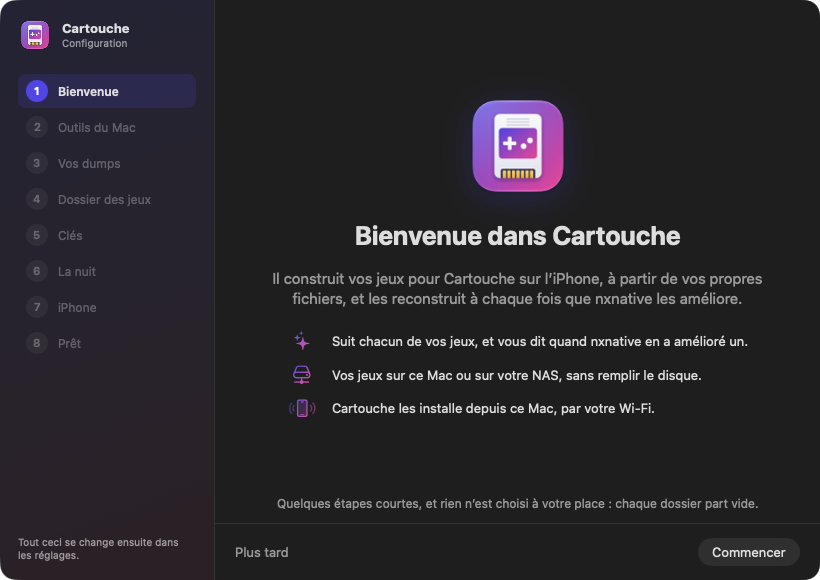 Cartouche
Configuration
1 Bienvenue
2 Outils du Mac
3 Vos dumps
4 Dossier des jeux
5 Clés
6 La nuit
7 iPhone
8 Prêt
Tout ceci se change ensuite dans
les réglages.
Bienvenue dans Cartouche
Il construit vos jeux pour Cartouche sur l’iPhone, à partir de vos propres
fichiers, et les reconstruit à chaque fois que nxnative les améliore.
Suit chacun de vos jeux, et vous dit quand nxnative en a amélioré un.
Vos jeux sur ce Mac ou sur votre NAS, sans remplir le disque.
Cartouche les installe depuis ce Mac, par votre Wi-Fi.
Quelques étapes courtes, et rien n’est choisi à votre place : chaque dossier part vide.
Plus tard
Commencer